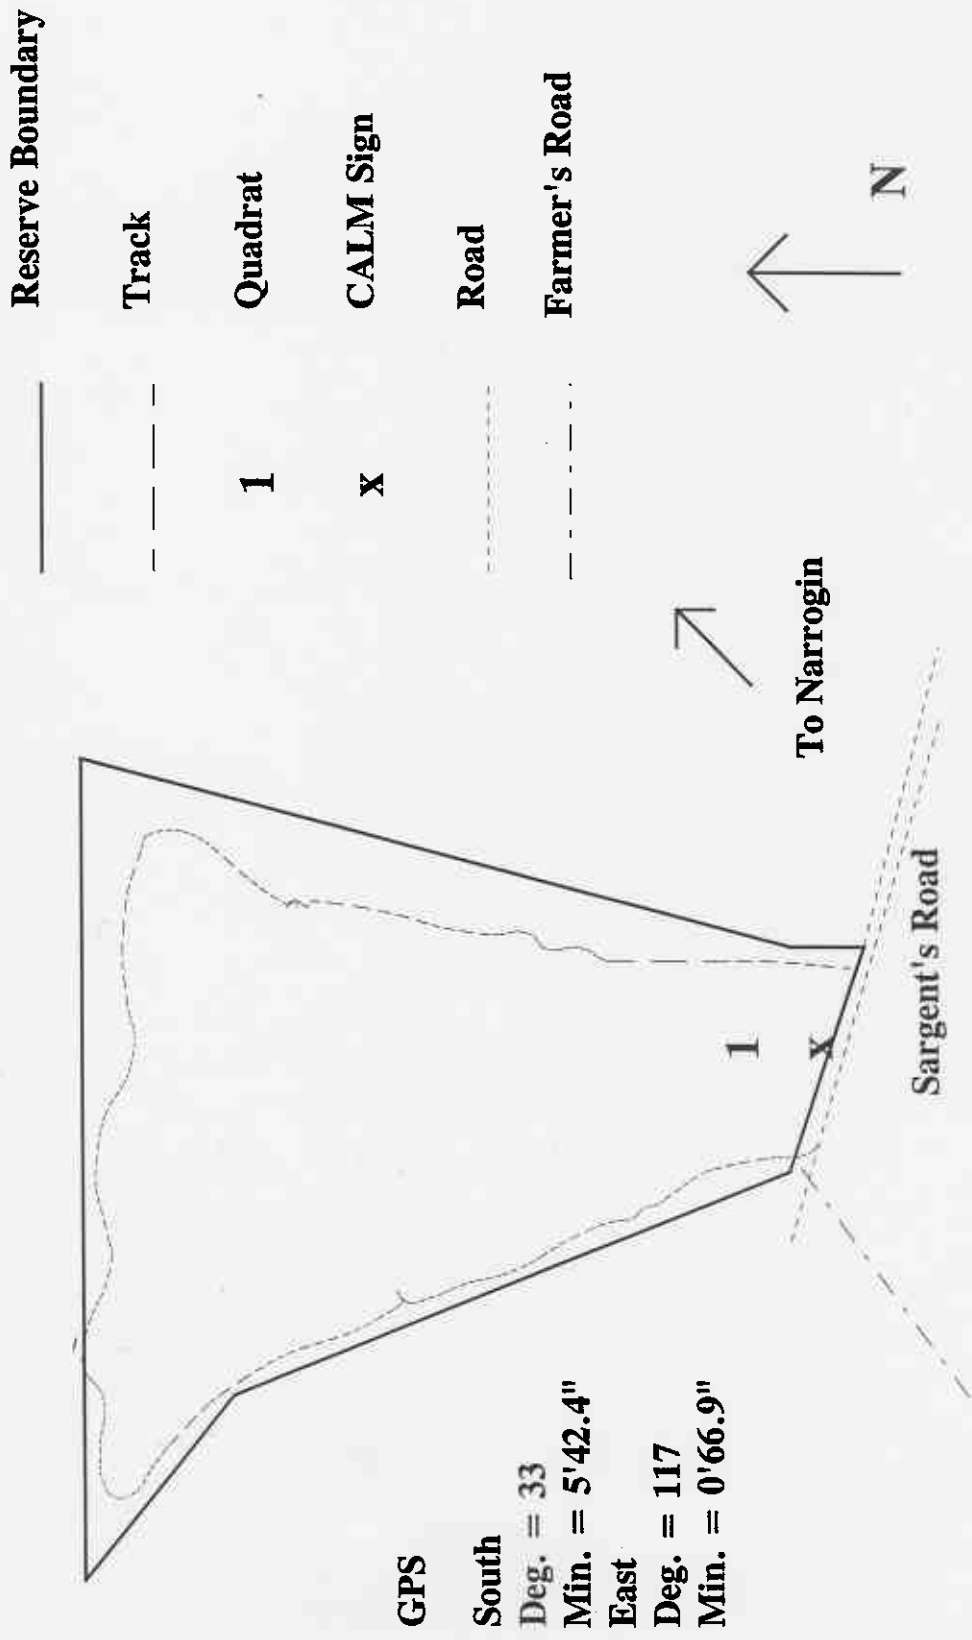 Reserve Boundary
Track
1 Quadrat
x CALM Sign
Road
Farmer's Road
N
To Narrogin
1
x
Sargent's Road
GPS
South
Deg. = 33
Min. = 5'42.4"
East
Deg. = 117
Min. = 0'66.9"